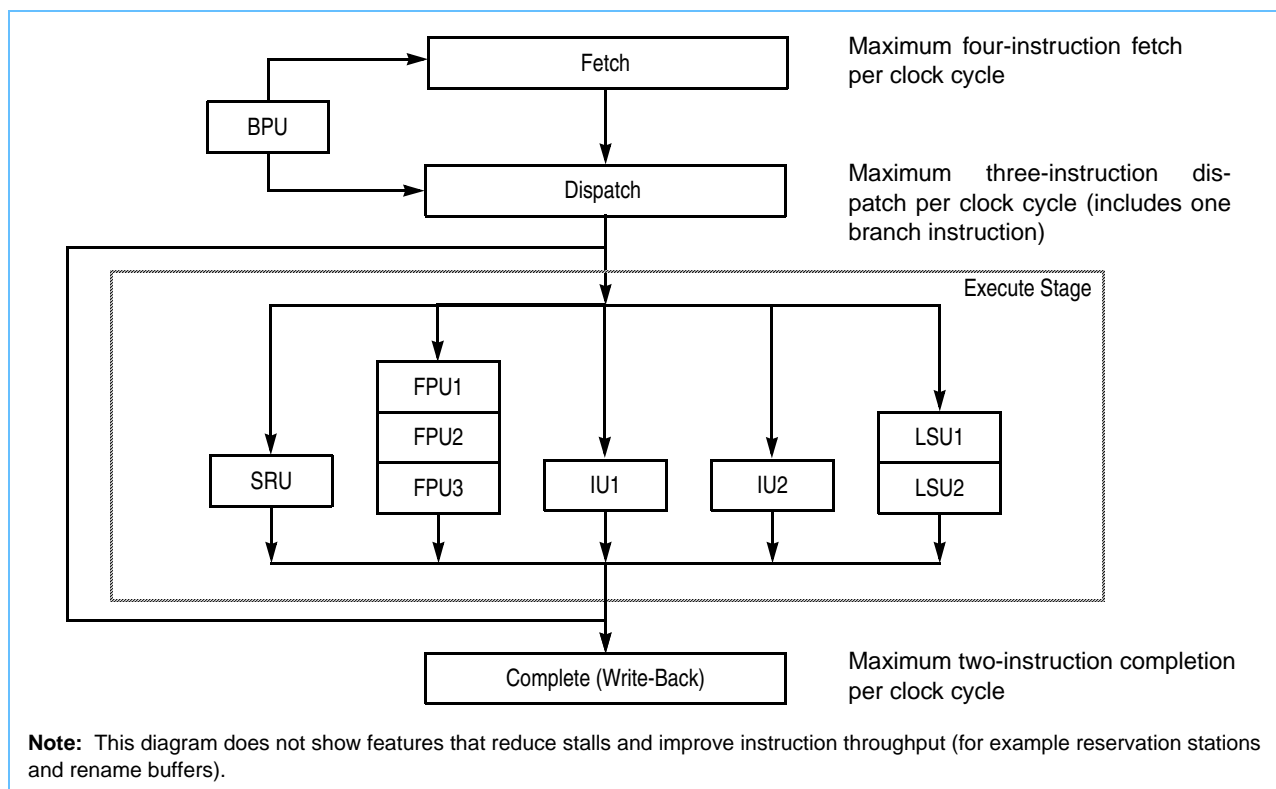 Fetch
Maximum four-instruction fetch
per clock cycle
BPU
Dispatch
Maximum three-instruction dis-
patch per clock cycle (includes one
branch instruction)
Execute Stage
FPU1
FPU2
LSU1
SRU
FPU3
IU1
IU2
LSU2
Complete (Write-Back)
Maximum two-instruction completion
per clock cycle
Note: This diagram does not show features that reduce stalls and improve instruction throughput (for example reservation stations
and rename buffers).